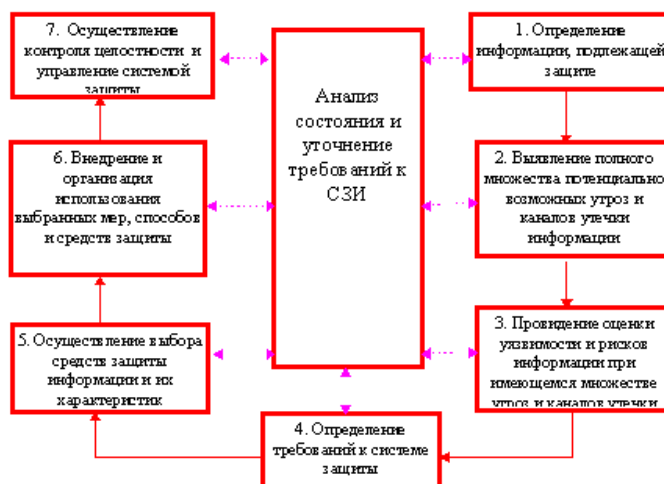 7. Осуществление
контроля целостности и
управление системой
защиты
Анализ
состояния и
уточнение
требований к
СЗИ
1. Определение
информации, подлежащей
защите
6. Внедрение и
организация
использования
выбранных мер, способов
и средств защиты
2. Выявление полного
множества потенциально
возможных угроз и
каналов утечки
информации
5. Осуществление выбора
средств защиты
информации и их
характеристик
3. Провидение оценки
уязвимости и рисков
информации при
имеющемся множестве
угроз и каналов утечки
4. Определение
требований к системе
защиты